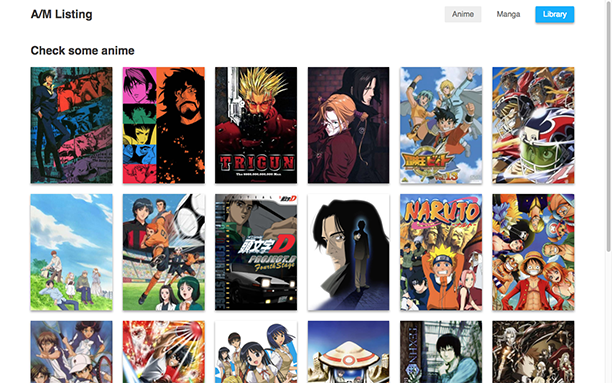 A/M Listing
Anime
Manga
Library
Check some anime
TRIGUN
The $$60,000,000,000 Man
頭文字D
PROJECT.D
Fourth Stage
NARUTO